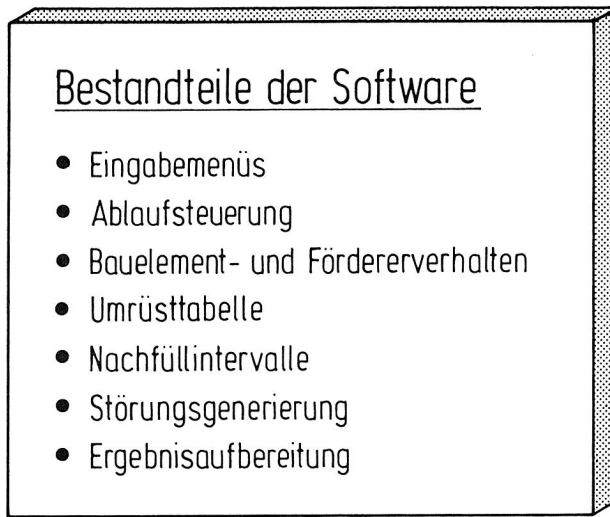 Bestandteile der Software
• Eingabemenüs
• Ablaufsteuerung
• Bauelement- und Fördererverhalten
• Umrüsttabelle
• Nachfüllintervalle
• Störungsgenerierung
• Ergebnisaufbereitung